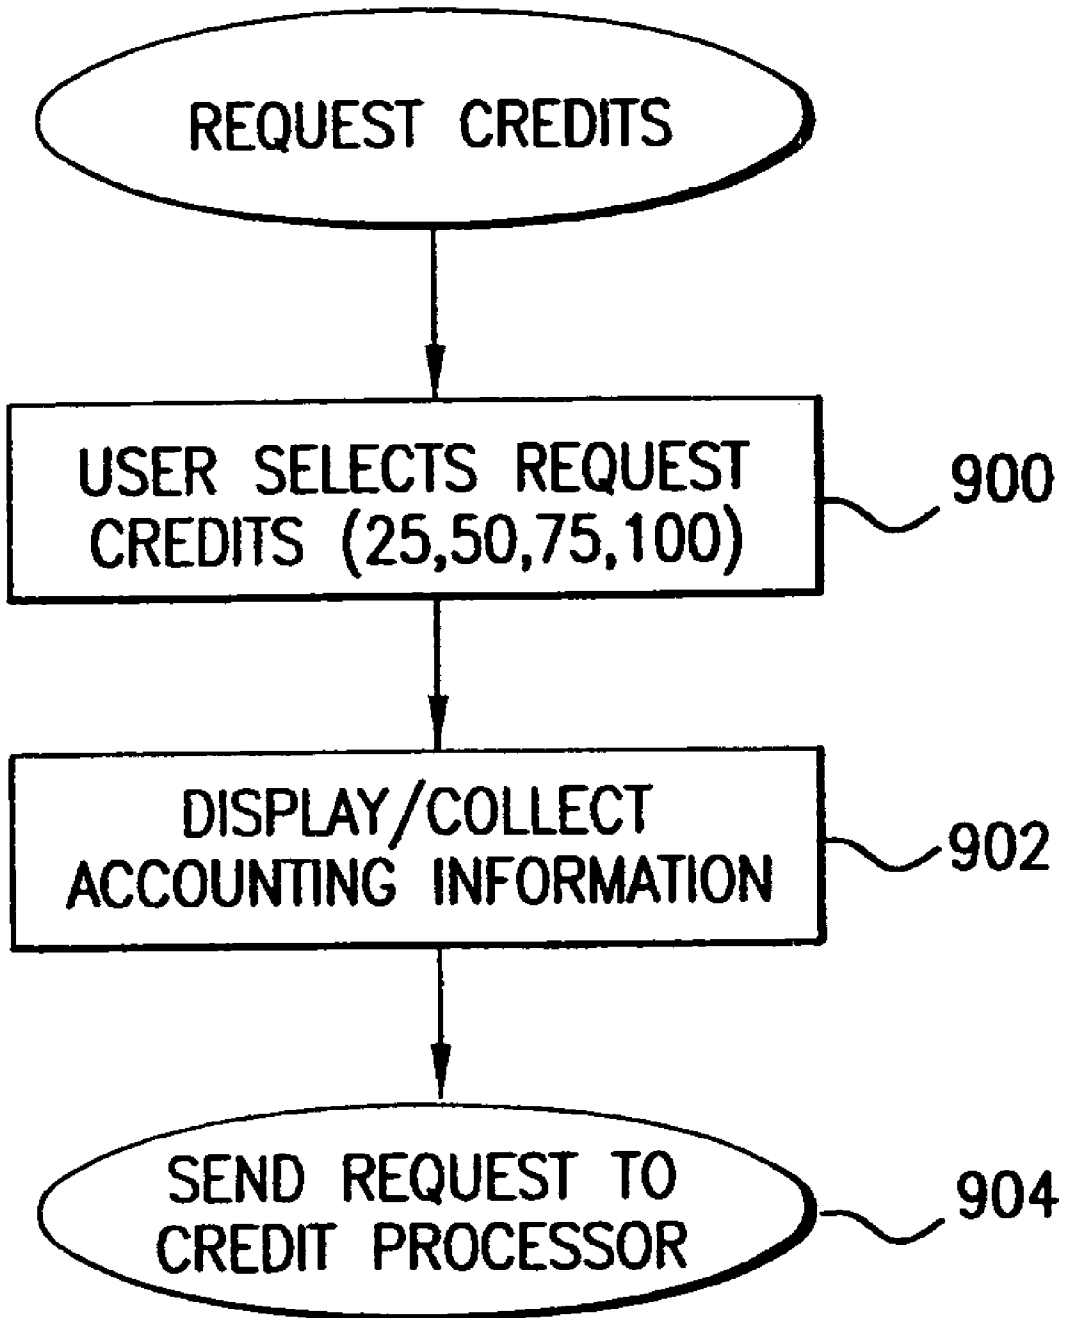 REQUEST CREDITS
USER SELECTS REQUEST
CREDITS (25,50,75,100)
900
DISPLAY/COLLECT
ACCOUNTING INFORMATION
902
SEND REQUEST TO
CREDIT PROCESSOR
904